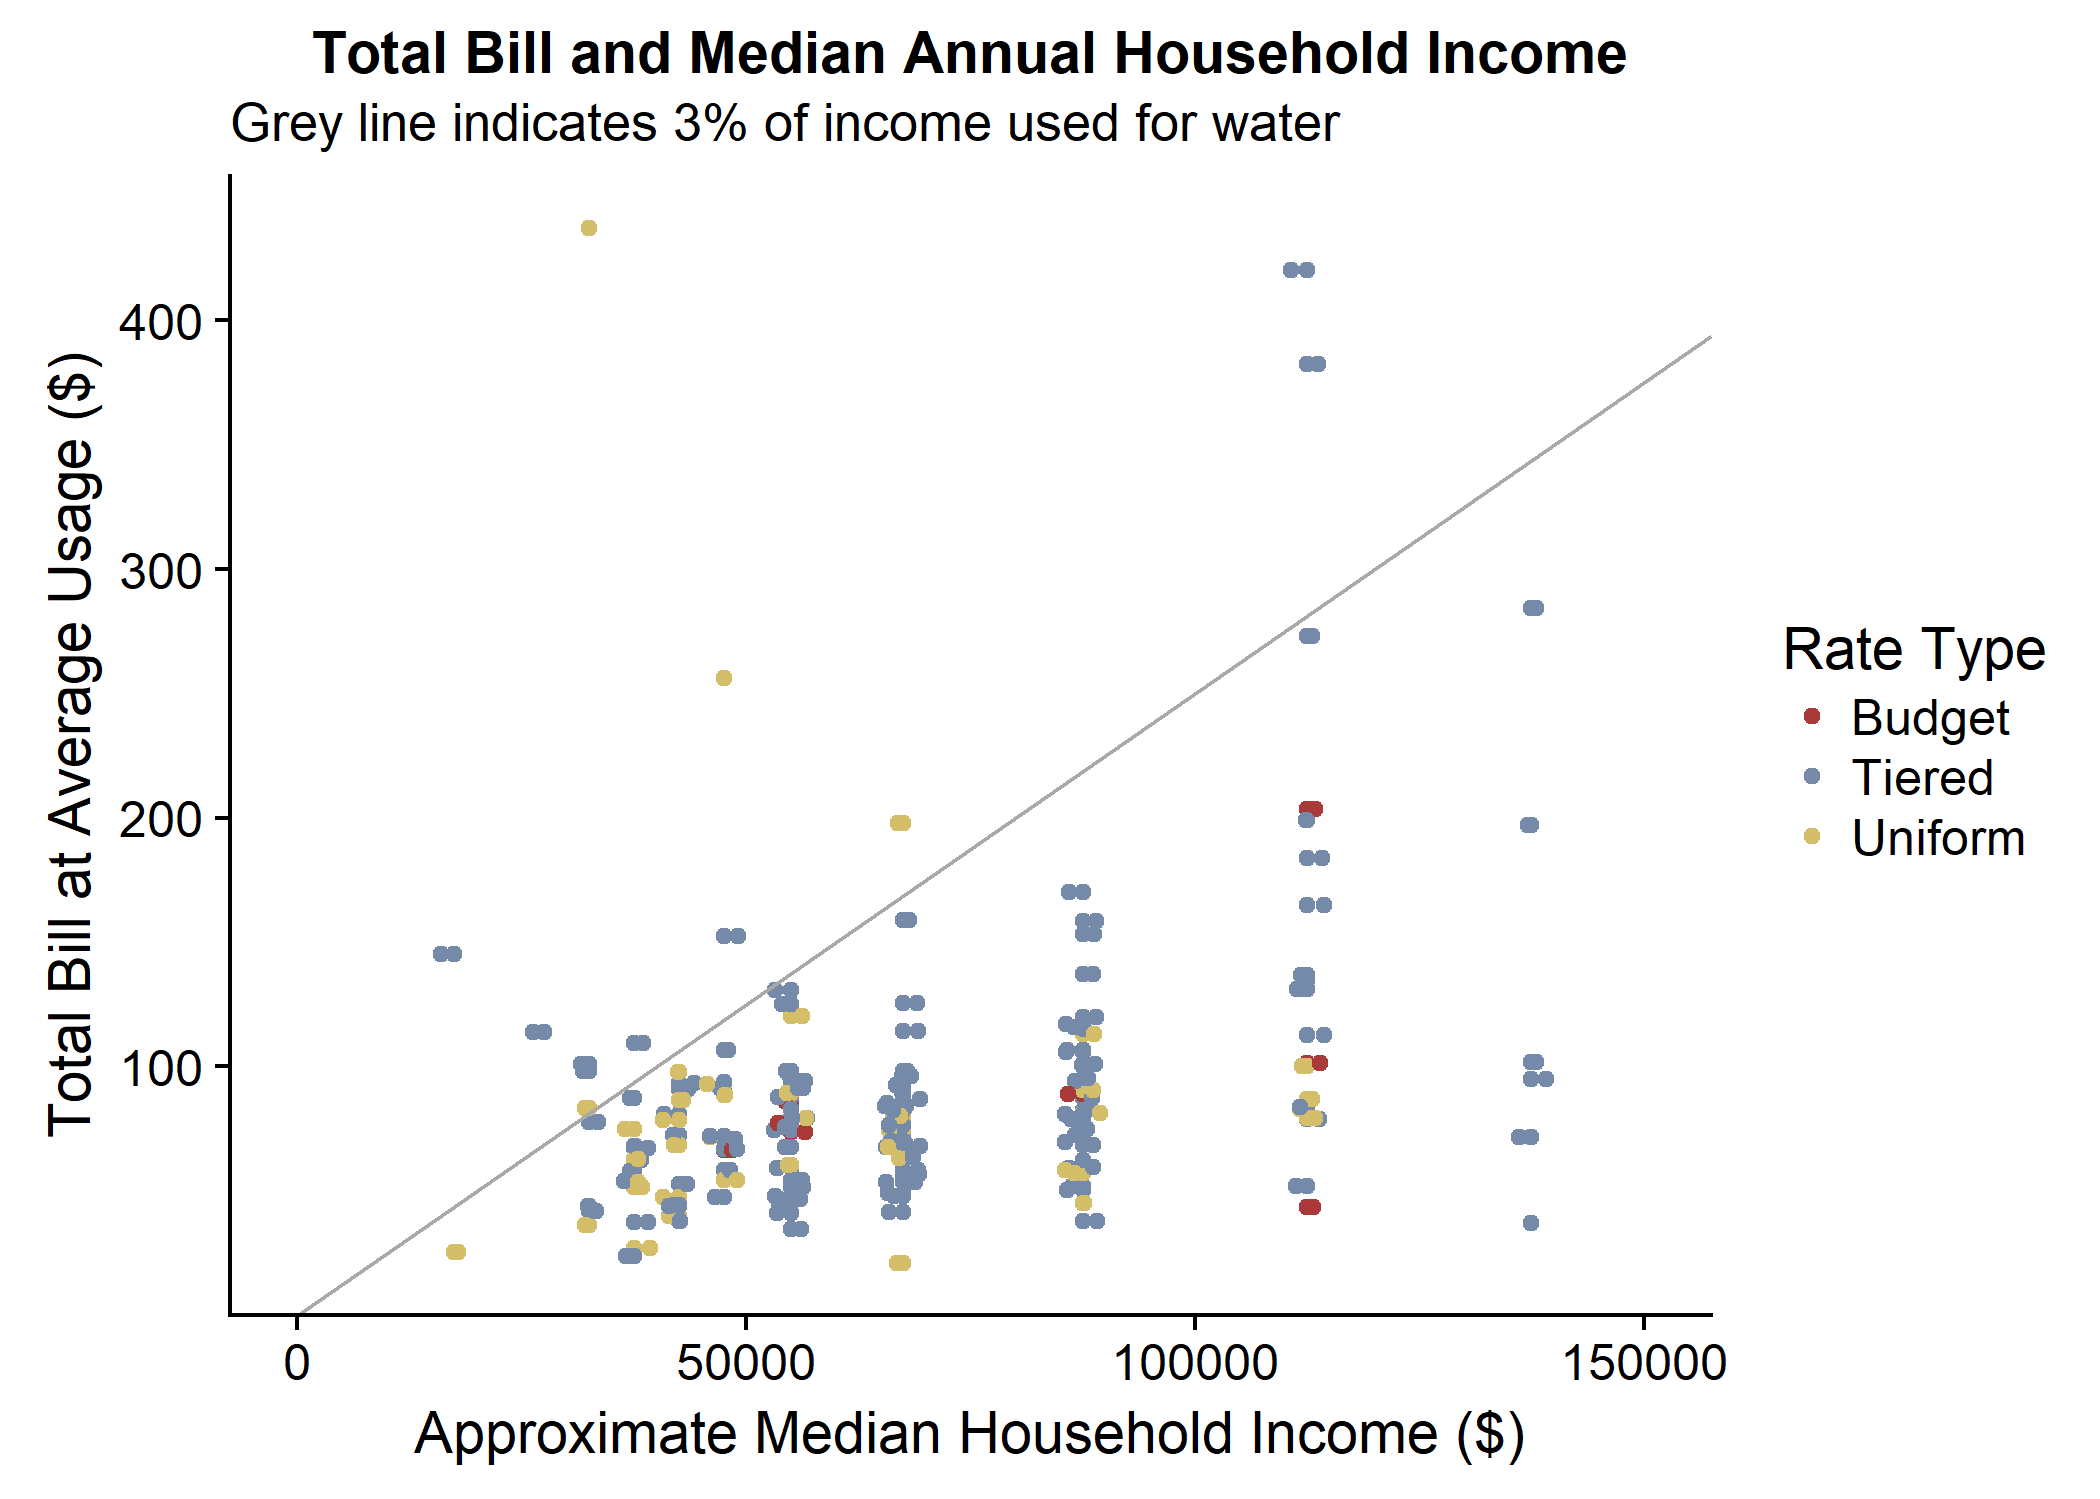 Total Bill and Median Annual Household Income
Grey line indicates 3% of income used for water
Total Bill at Average Usage ($)
400
300
200
100
0
50000
100000
150000
Approximate Median Household Income ($)
Rate Type
Budget
Tiered
Uniform